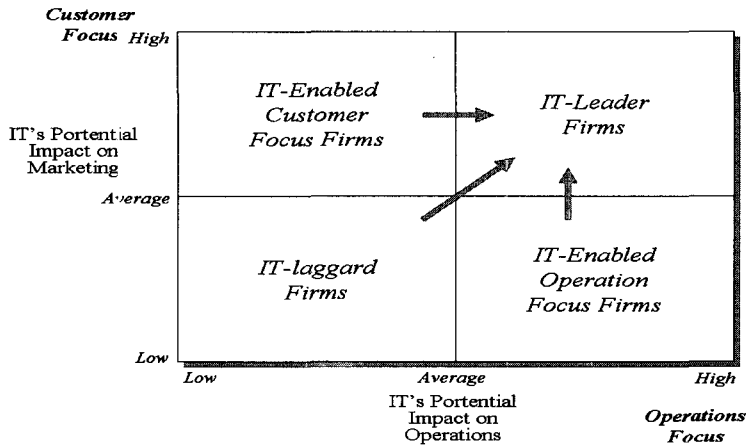 Customer
Focus High
IT-Enabled
Customer
Focus Firms
IT-Leader
Firms
IT's Portential
Impact on
Marketing
Average
IT-laggard
Firms
IT-Enabled
Operation
Focus Firms
Low
Low Average High
IT's Portential
Impact on
Operations
Operations
Focus